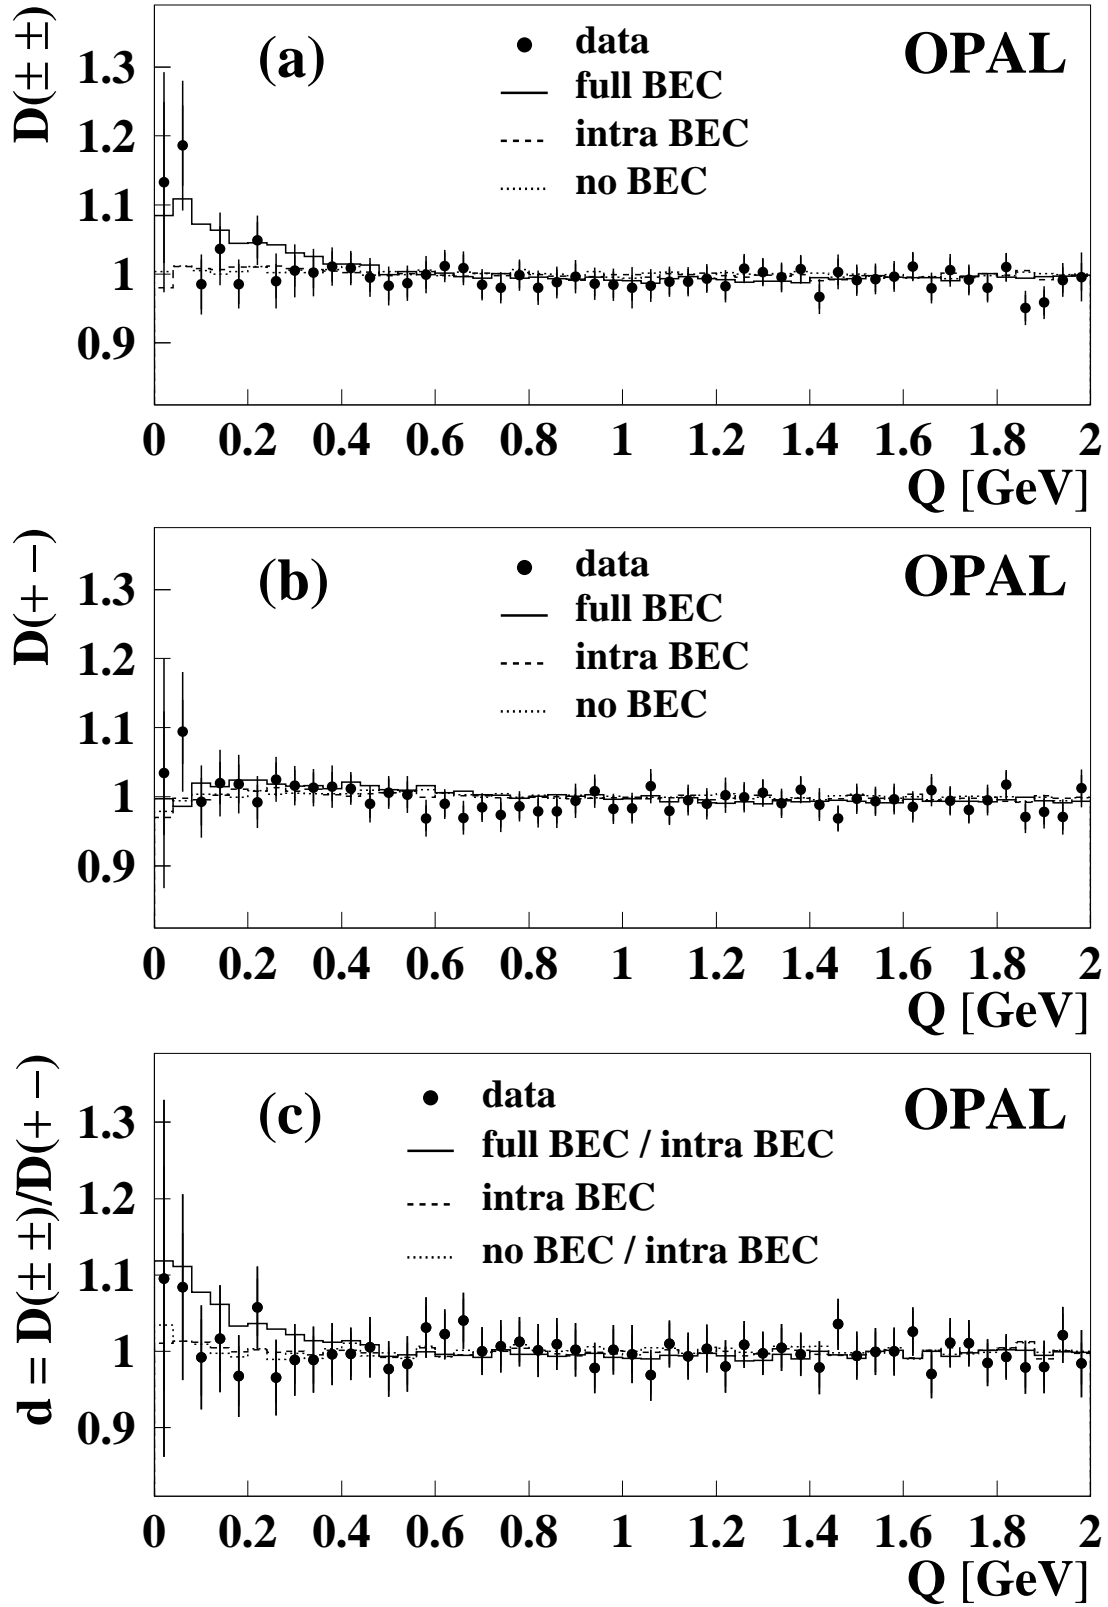 D(± ±)
(a)
OPAL
data
full BEC
intra BEC
no BEC
1.3
1.2
1.1
1
0.9
0 0.2 0.4 0.6 0.8 1 1.2 1.4 1.6 1.8 2
Q [GeV]
D(+ −)
(b)
OPAL
data
full BEC
intra BEC
no BEC
1.3
1.2
1.1
1
0.9
0 0.2 0.4 0.6 0.8 1 1.2 1.4 1.6 1.8 2
Q [GeV]
d = D(± ±)/D(+ −)
(c)
OPAL
data
full BEC / intra BEC
intra BEC
no BEC / intra BEC
1.3
1.2
1.1
1
0.9
0 0.2 0.4 0.6 0.8 1 1.2 1.4 1.6 1.8 2
Q [GeV]